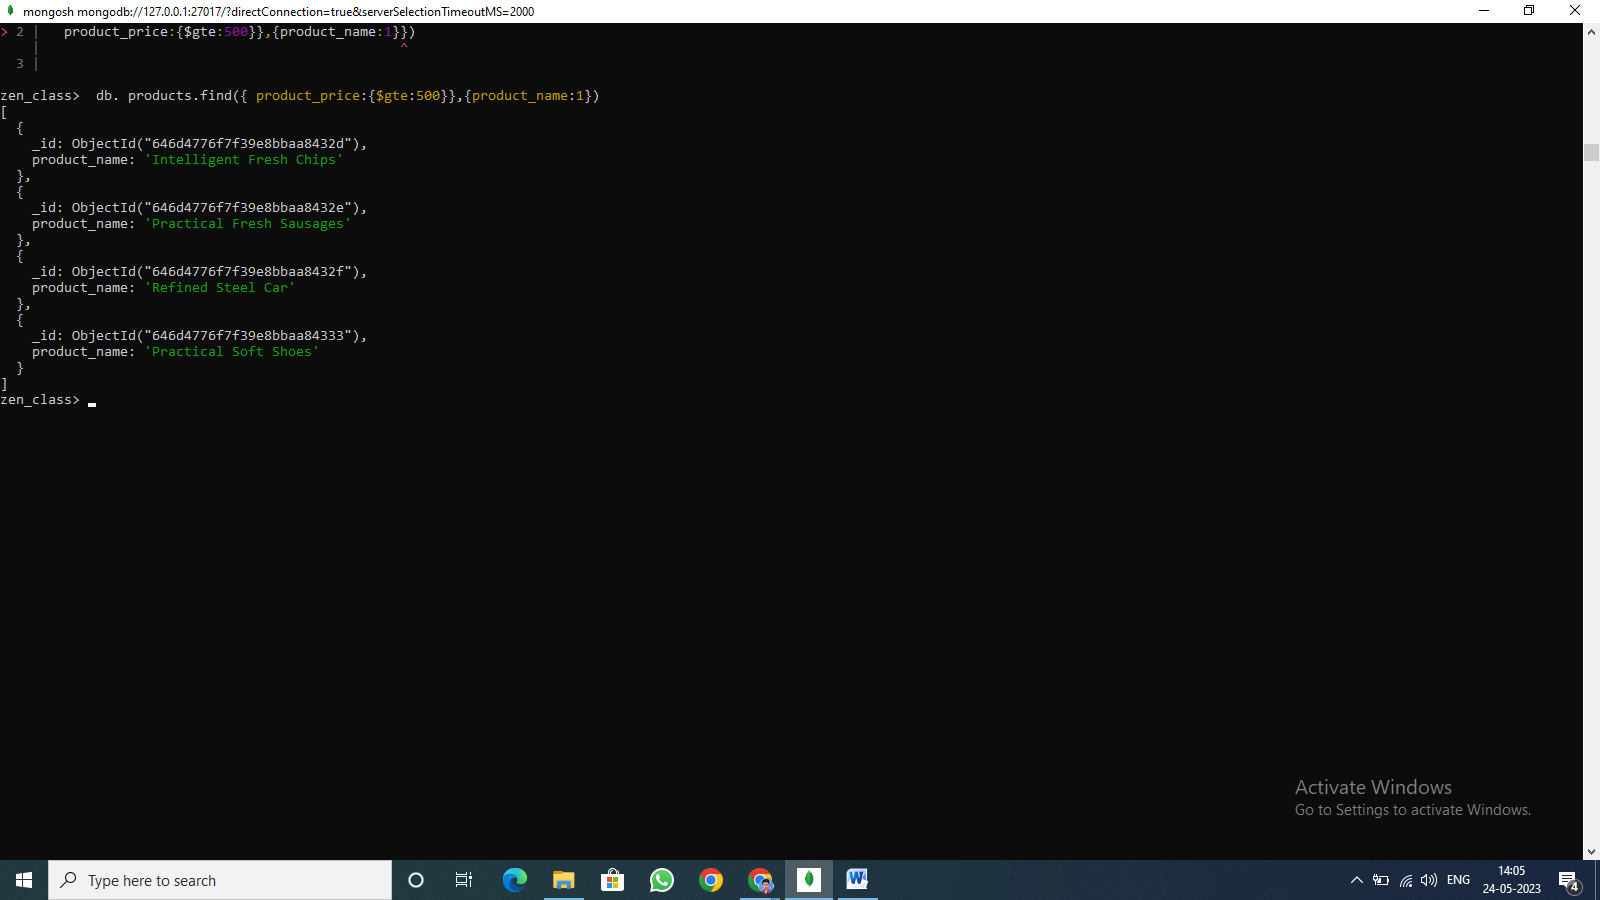 mongosh mongodb://127.0.0.1:27017/?directConnection=true&serverSelectionTimeoutMS=2000
> 2 |   product_price:{$gte:500}},{product_name:1}})
|                                              ^
3 |
zen_class>  db. products.find({ product_price:{$gte:500}},{product_name:1})
[
  {
    _id: ObjectId("646d4776f7f39e8bbaa8432d"),
    product_name: 'Intelligent Fresh Chips'
  },
  {
    _id: ObjectId("646d4776f7f39e8bbaa8432e"),
    product_name: 'Practical Fresh Sausages'
  },
  {
    _id: ObjectId("646d4776f7f39e8bbaa8432f"),
    product_name: 'Refined Steel Car'
  },
  {
    _id: ObjectId("646d4776f7f39e8bbaa84333"),
    product_name: 'Practical Soft Shoes'
  }
]
zen_class>
Activate Windows
Go to Settings to activate Windows.
Type here to search
ENG
14:05
24-05-2023
4